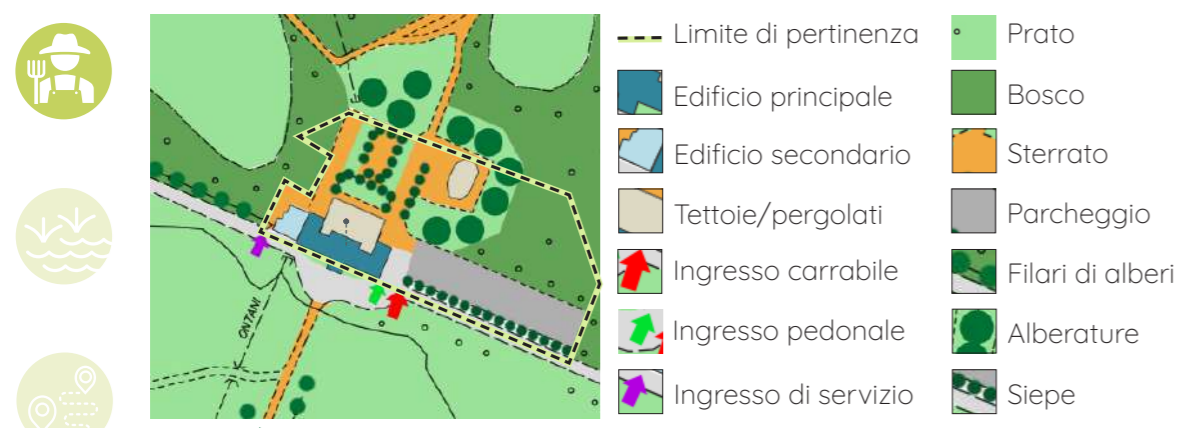 Limite di pertinenza
Prato
Edificio principale
Bosco
Edificio secondario
Sterrato
Tettoie/pergolati
Parcheggio
Ingresso carrabile
Filari di alberi
Ingresso pedonale
Alberature
Ingresso di servizio
Siepe
ONTANI